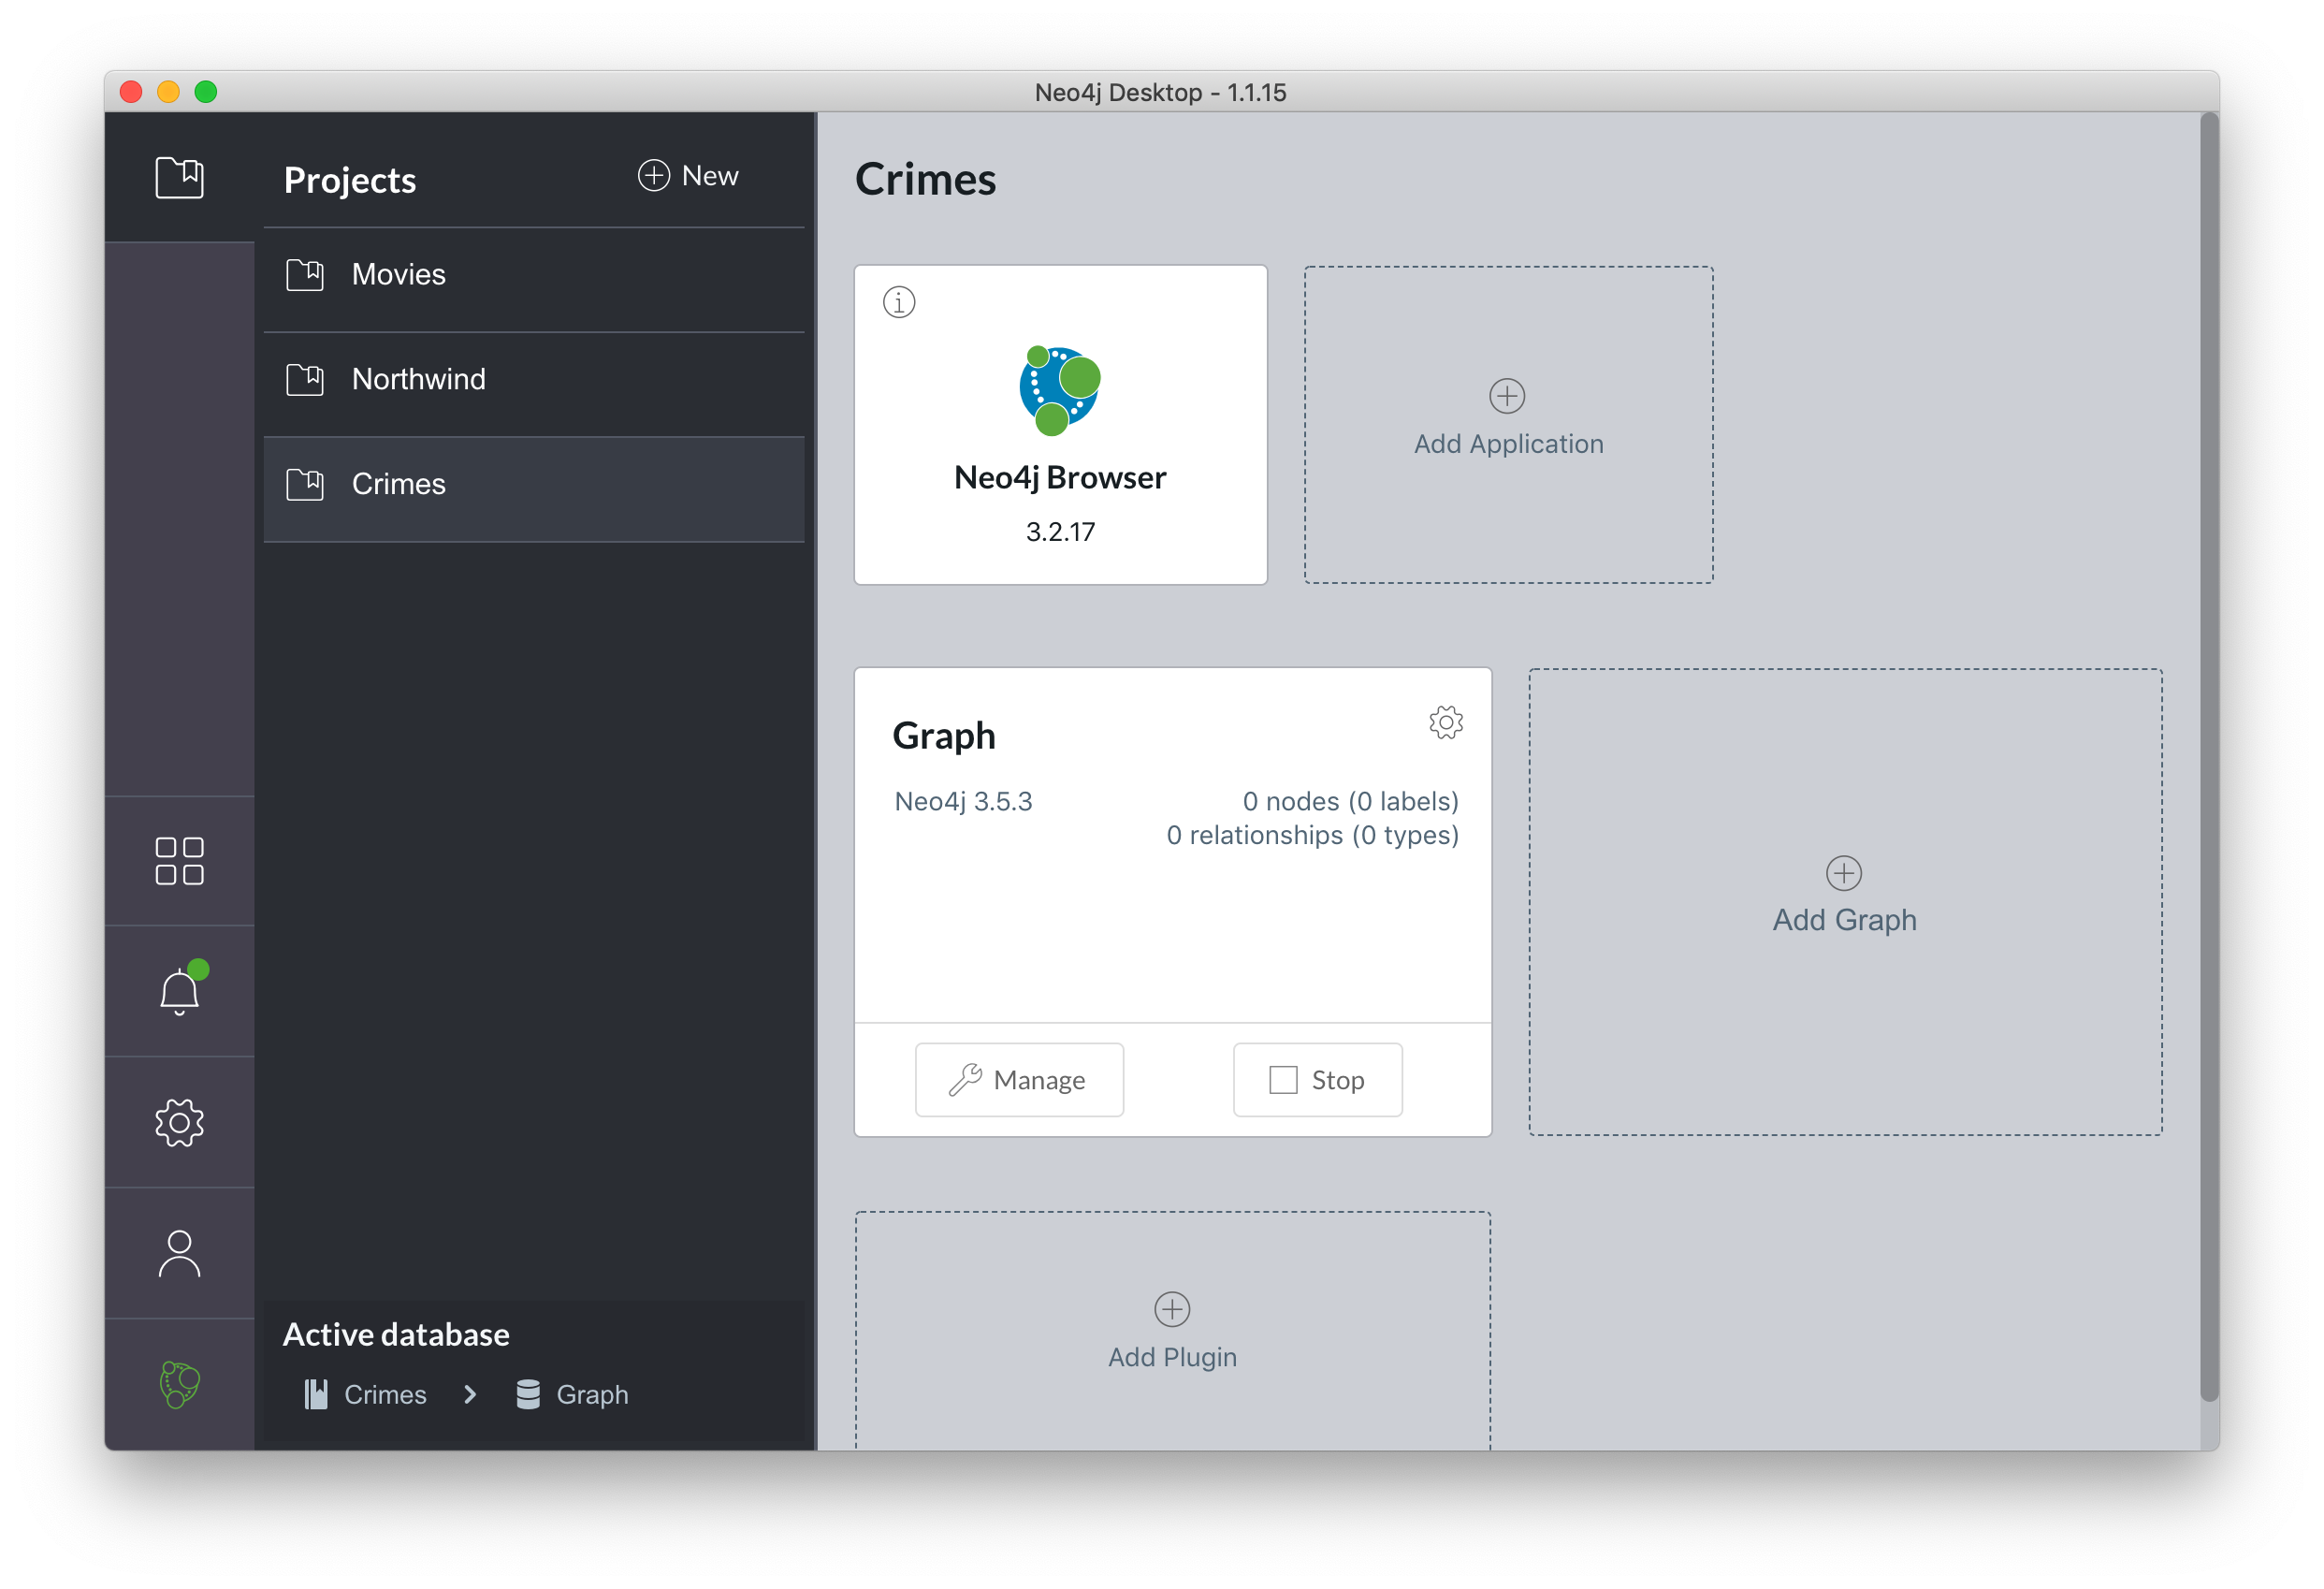 Neo4j Desktop - 1.1.15
Projects
New
Movies
Northwind
Crimes
Active database
Crimes
Graph
Crimes
Neo4j Browser
3.2.17
Add Application
Graph
Neo4j 3.5.3
0 nodes (0 labels)
0 relationships (0 types)
Manage
Stop
Add Graph
Add Plugin